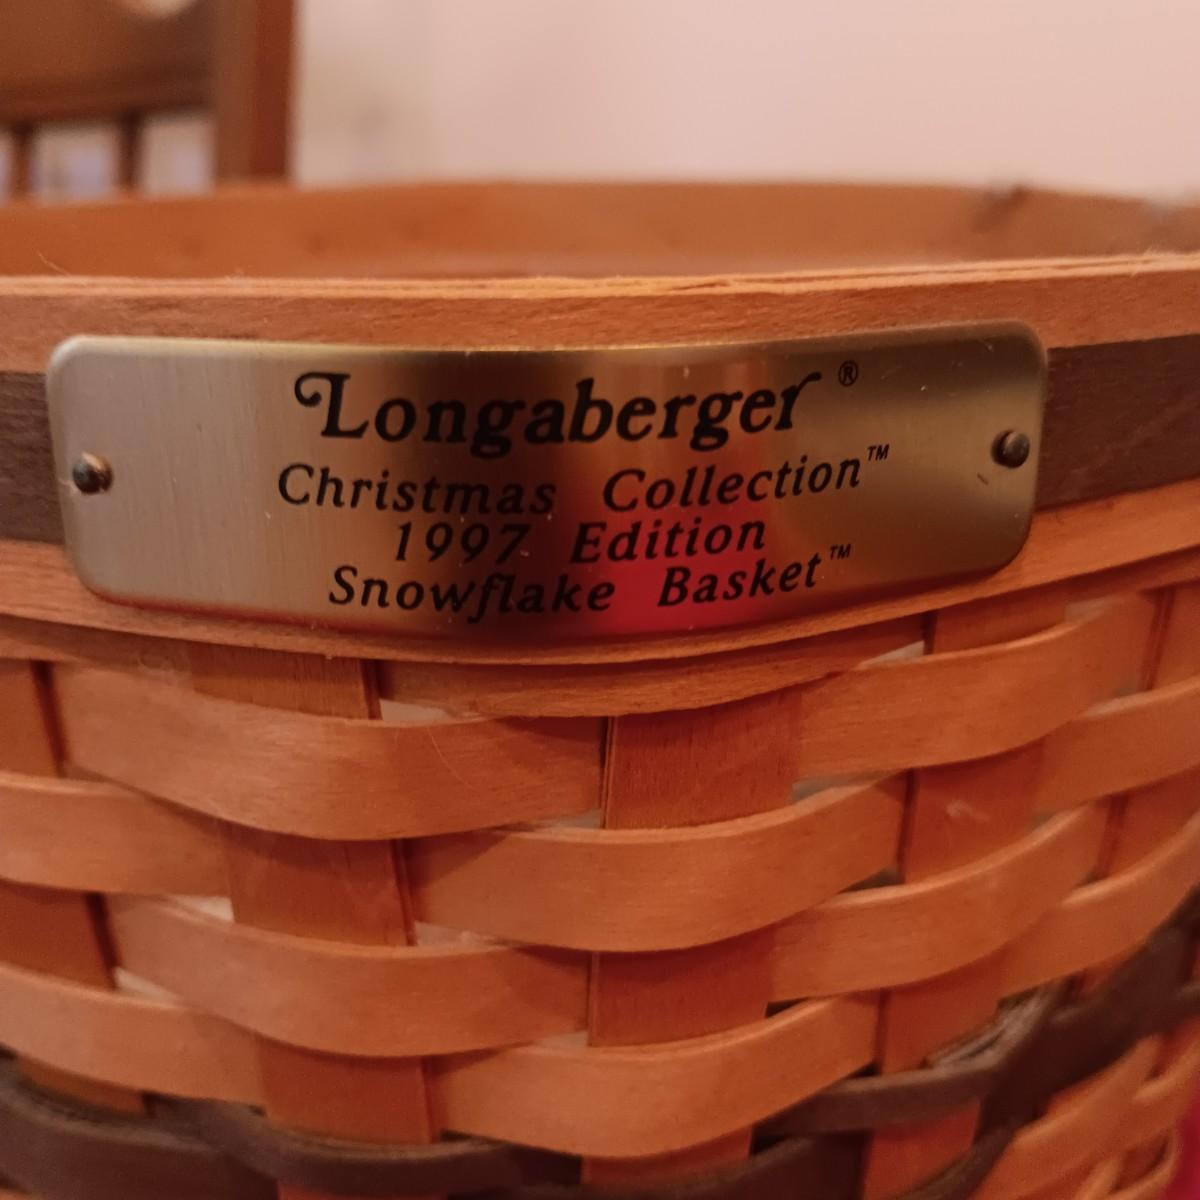 Longaberger®
Christmas Collection™
1997 Edition
Snowflake Basket™